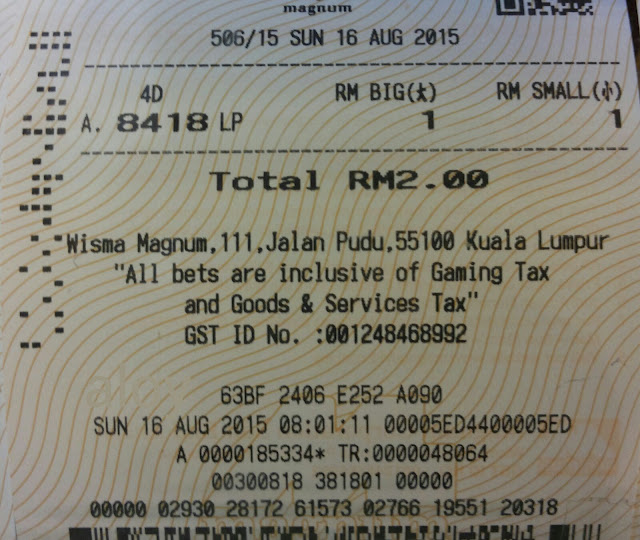 magnum
506/15 SUN 16 AUG 2015
4D RM BIG(大) RM SMALL(小)
A. 8418 LP 1 1
Total RM2.00
Wisma Magnum,111,Jalan Pudu,55100 Kuala Lumpur
"All bets are inclusive of Gaming Tax
and Goods & Services Tax"
GST ID No. :001248468992
63BF 2406 E252 A090
SUN 16 AUG 2015 08:01:11 00005ED4400005ED
A 0000185334* TR:0000048064
00300818 381801 00000
00000 02930 28172 61573 02766 19551 20318